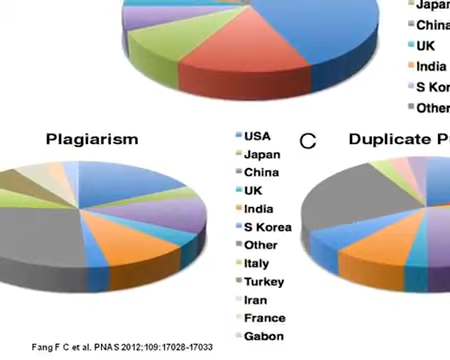 Japan
China
UK
India
S Kor
Other
Plagiarism
USA
Japan
China
UK
India
S Korea
Other
Italy
Turkey
Iran
France
Gabon
C
Duplicate P
Fang F C et al. PNAS 2012;109:17028-17033